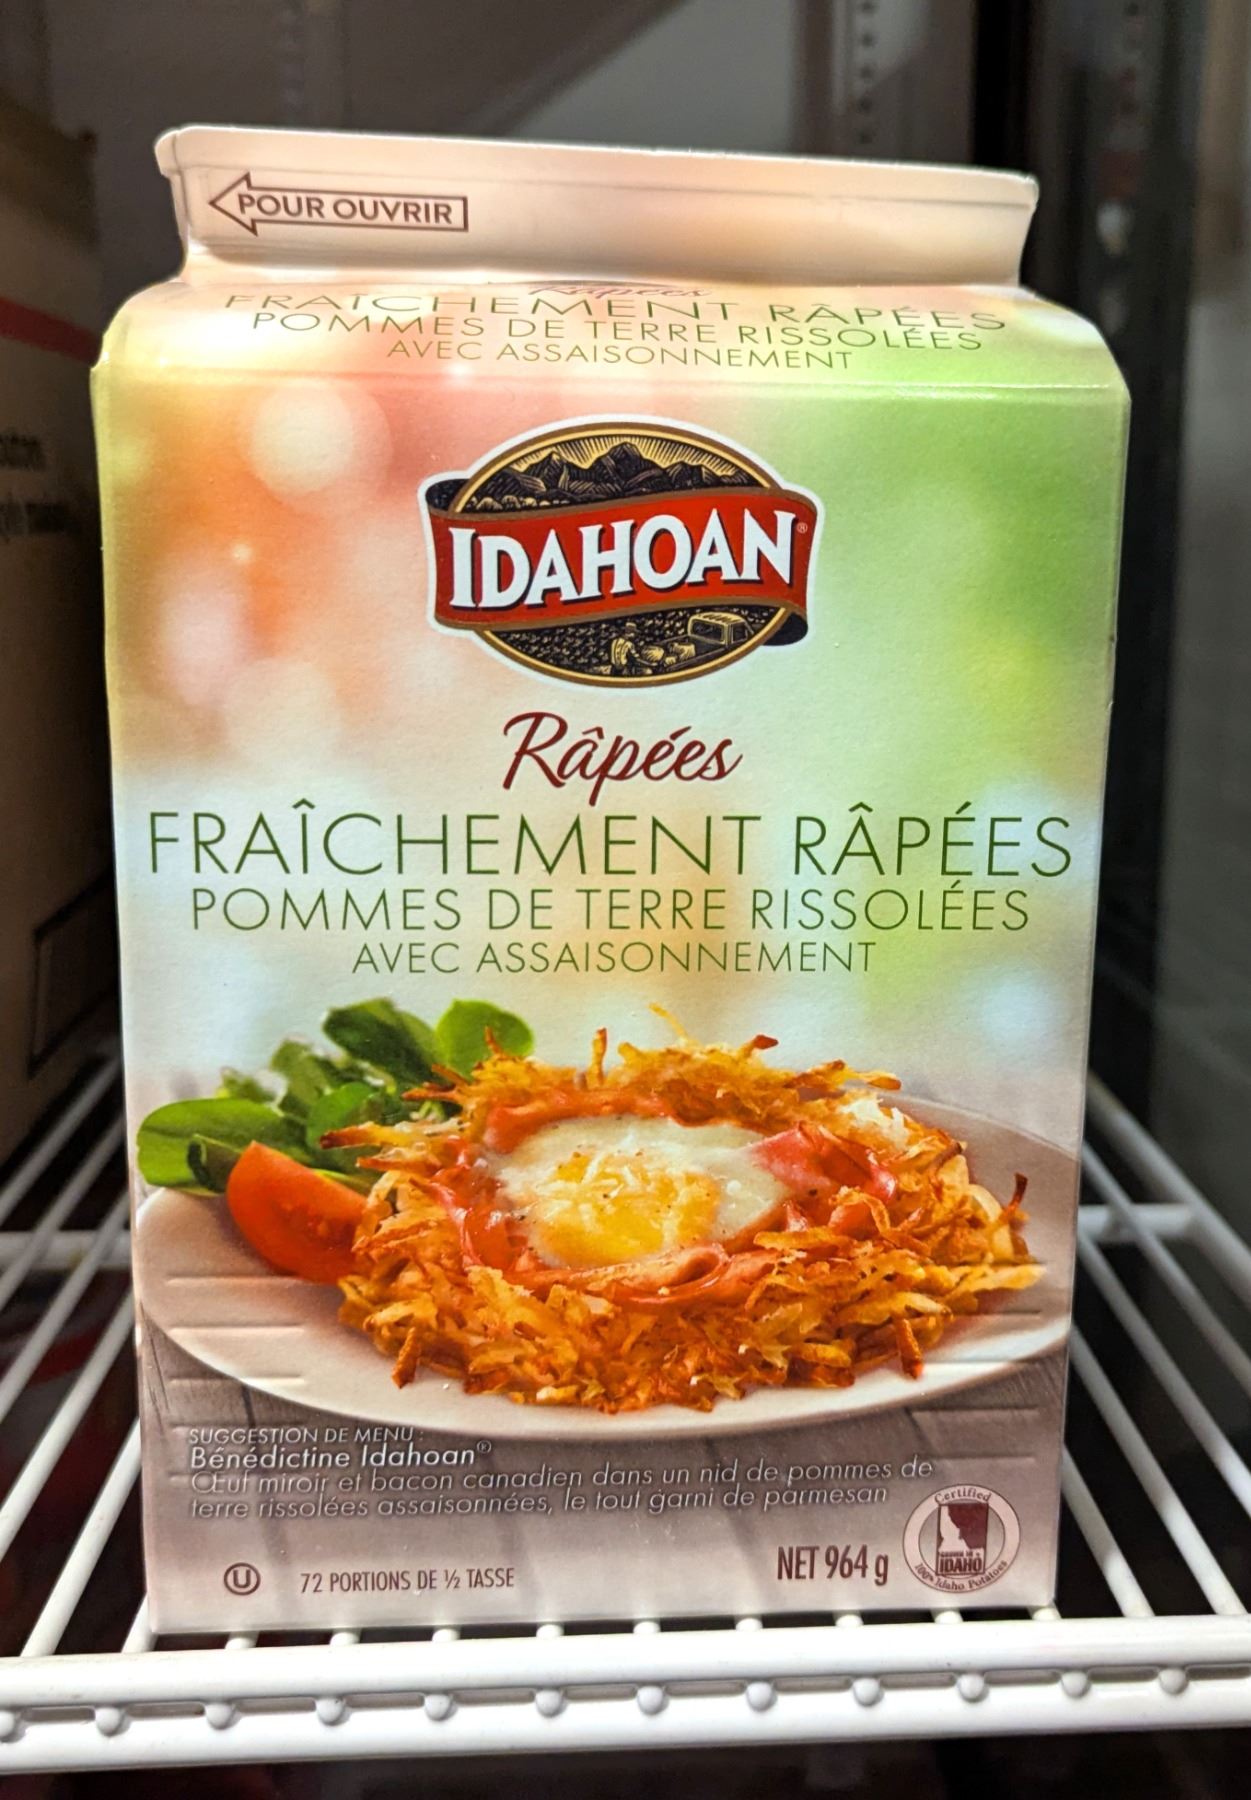 POUR OUVRIR
Râpées
FRAÎCHEMENT RÂPÉES
POMMES DE TERRE RISSOLÉES
AVEC ASSAISONNEMENT
IDAHOAN®
Râpées
FRAÎCHEMENT RÂPÉES
POMMES DE TERRE RISSOLÉES
AVEC ASSAISONNEMENT
SUGGESTION DE MENU :
Bénédictine Idahoan®
Œuf miroir et bacon canadien dans un nid de pommes de
terre rissolées assaisonnées, le tout garni de parmesan
U
72 PORTIONS DE ½ TASSE
NET 964 g
Certified
GROWN IN
IDAHO
100% Idaho Potatoes